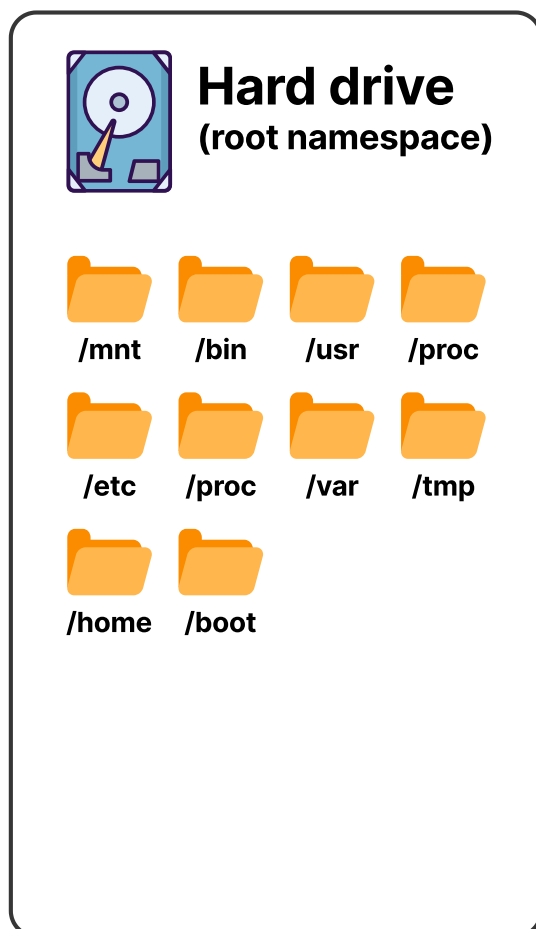 Hard drive
(root namespace)
/mnt /bin /usr /proc
/etc /proc /var /tmp
/home /boot